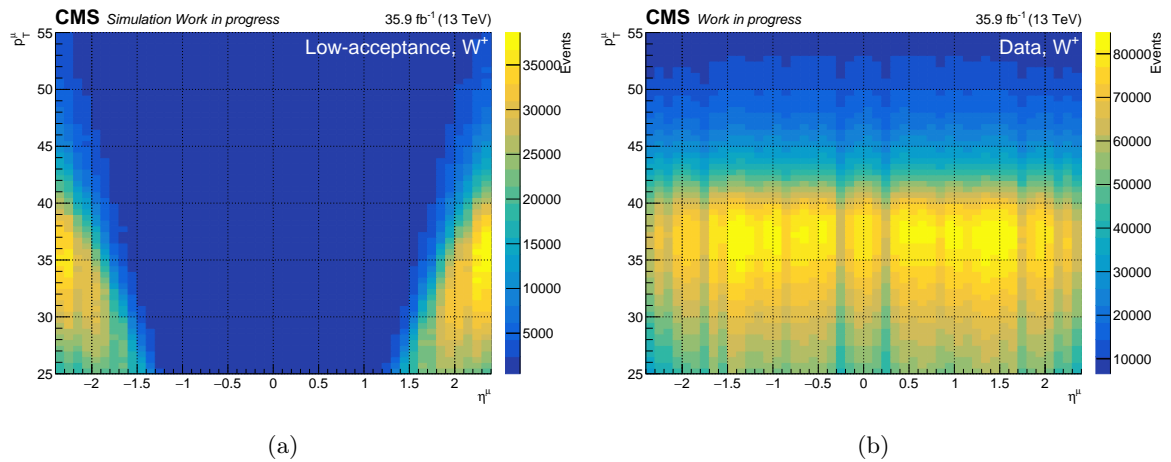 CMS Simulation Work in progress 35.9 fb⁻¹ (13 TeV)
p_T^μ
Low-acceptance, W⁺
Events
55
50
45
40
35
30
25
−2 −1.5 −1 −0.5 0 0.5 1 1.5 2
η^μ
35000
30000
25000
20000
15000
10000
5000
(a)
CMS Work in progress 35.9 fb⁻¹ (13 TeV)
p_T^μ
Data, W⁺
Events
55
50
45
40
35
30
25
−2 −1.5 −1 −0.5 0 0.5 1 1.5 2
η^μ
80000
70000
60000
50000
40000
30000
20000
10000
(b)